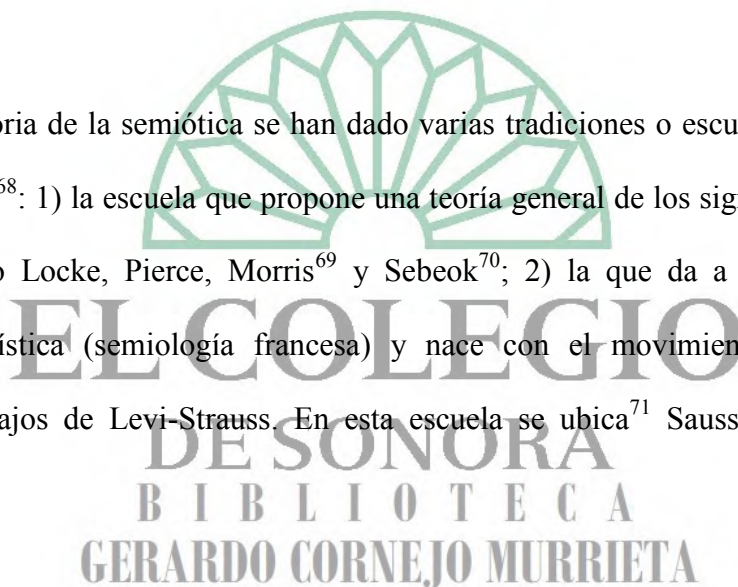 oria de la semiótica se han dado varias tradiciones o escu
68: 1) la escuela que propone una teoría general de los sig
o Locke, Pierce, Morris69 y Sebeok70; 2) la que da a
ística (semiología francesa) y nace con el movimien
ajos de Levi-Strauss. En esta escuela se ubica71 Sauss
EL COLEGIO
DE SONORA
BIBLIOTECA
GERARDO CORNEJO MURRIETA